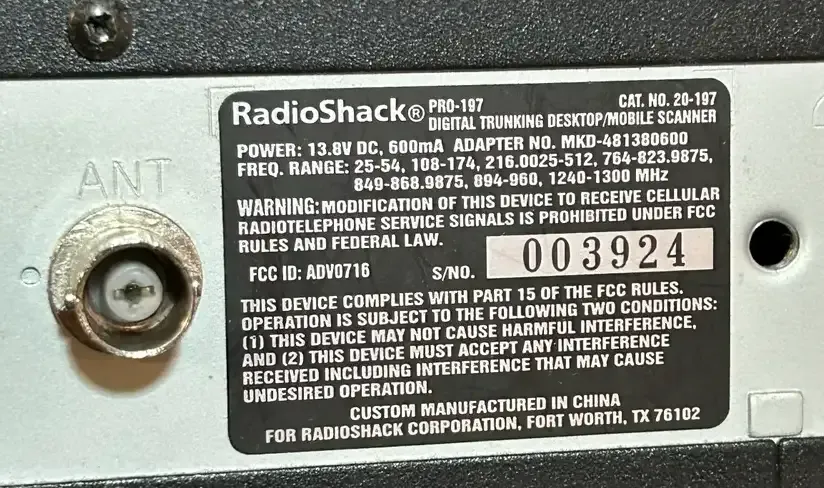 ANT
RadioShack® PRO-197 CAT. NO. 20-197
DIGITAL TRUNKING DESKTOP/MOBILE SCANNER
POWER: 13.8V DC, 600mA ADAPTER NO. MKD-481380600
FREQ. RANGE: 25-54, 108-174, 216.0025-512, 764-823.9875,
849-868.9875, 894-960, 1240-1300 MHz
WARNING: MODIFICATION OF THIS DEVICE TO RECEIVE CELLULAR
RADIOTELEPHONE SERVICE SIGNALS IS PROHIBITED UNDER FCC
RULES AND FEDERAL LAW.
FCC ID: ADV0716 S/NO. 003924
THIS DEVICE COMPLIES WITH PART 15 OF THE FCC RULES.
OPERATION IS SUBJECT TO THE FOLLOWING TWO CONDITIONS:
(1) THIS DEVICE MAY NOT CAUSE HARMFUL INTERFERENCE,
AND (2) THIS DEVICE MUST ACCEPT ANY INTERFERENCE
RECEIVED INCLUDING INTERFERENCE THAT MAY CAUSE
UNDESIRED OPERATION.
CUSTOM MANUFACTURED IN CHINA
FOR RADIOSHACK CORPORATION, FORT WORTH, TX 76102